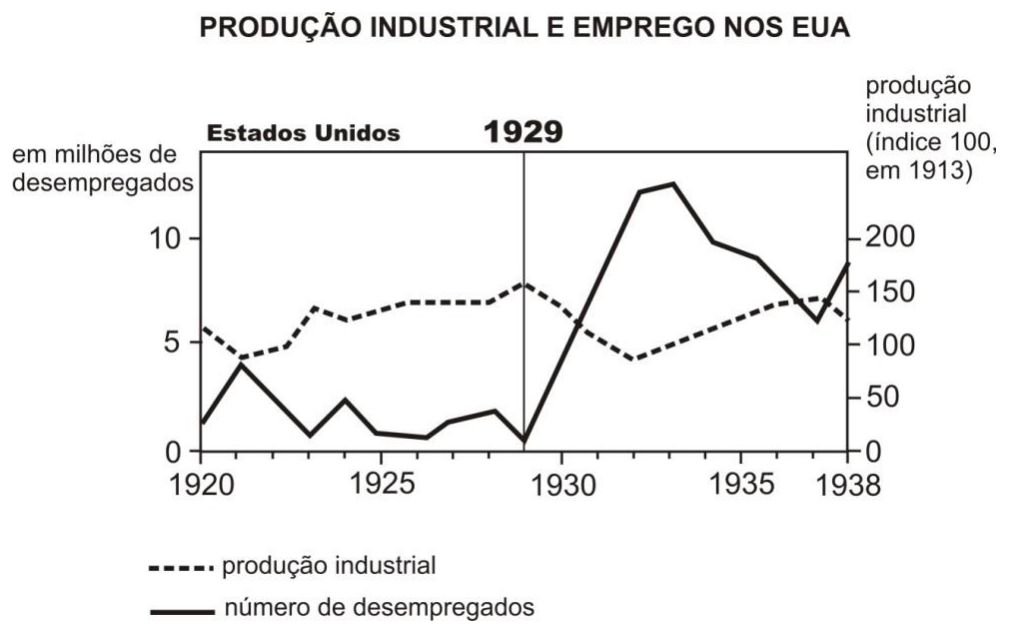 PRODUÇÃO INDUSTRIAL E EMPREGO NOS EUA
produção
industrial
(índice 100,
em 1913)
Estados Unidos
1929
em milhões de
desempregados
10
5
0
200
150
100
50
0
1920
1925
1930
1935
1938
produção industrial
número de desempregados